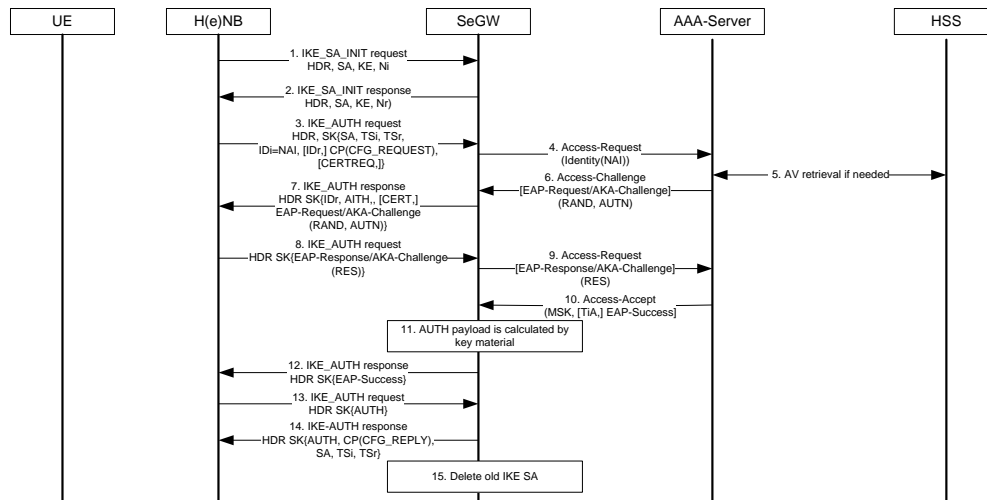 UE
H(e)NB
SeGW
AAA-Server
HSS
1. IKE_SA_INIT request
HDR, SA, KE, Ni
2. IKE_SA_INIT response
HDR, SA, KE, Nr)
3. IKE_AUTH request
HDR, SK{SA, TSi, TSr,
IDi=NAI, [IDr,] CP(CFG_REQUEST),
[CERTREQ,]}
4. Access-Request
(Identity(NAI))
5. AV retrieval if needed
6. Access-Challenge
[EAP-Request/AKA-Challenge]
(RAND, AUTN)
7. IKE_AUTH response
HDR SK{IDr, AITH,, [CERT,]
EAP-Request/AKA-Challenge
(RAND, AUTN)}
8. IKE_AUTH request
HDR SK{EAP-Response/AKA-Challenge
(RES)}
9. Access-Request
[EAP-Response/AKA-Challenge]
(RES)
10. Access-Accept
(MSK, [TiA,] EAP-Success]
11. AUTH payload is calculated by
key material
12. IKE_AUTH response
HDR SK{EAP-Success}
13. IKE_AUTH request
HDR SK{AUTH}
14. IKE-AUTH response
HDR SK{AUTH, CP(CFG_REPLY),
SA, TSi, TSr}
15. Delete old IKE SA